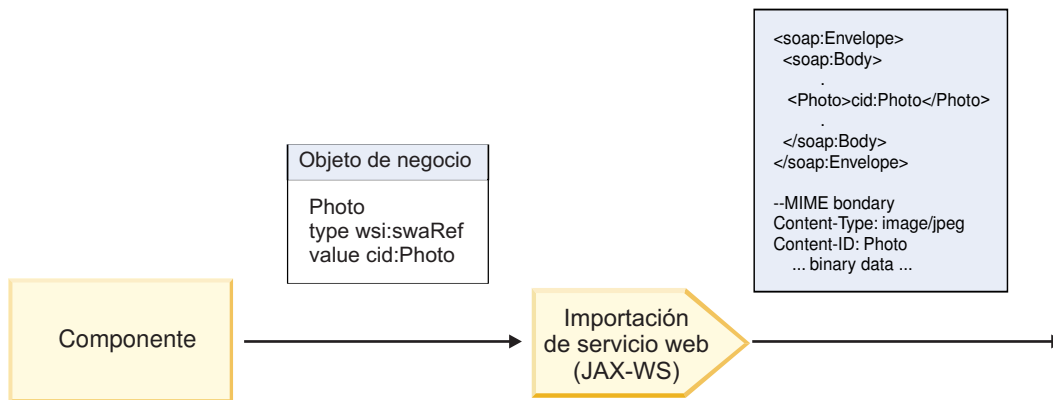 <soap:Envelope>
<soap:Body>
.
<Photo>cid:Photo</Photo>
.
</soap:Body>
</soap:Envelope>
--MIME bondary
Content-Type: image/jpeg
Content-ID: Photo
... binary data ...
Objeto de negocio
Photo
type wsi:swaRef
value cid:Photo
Componente
Importación
de servicio web
(JAX-WS)